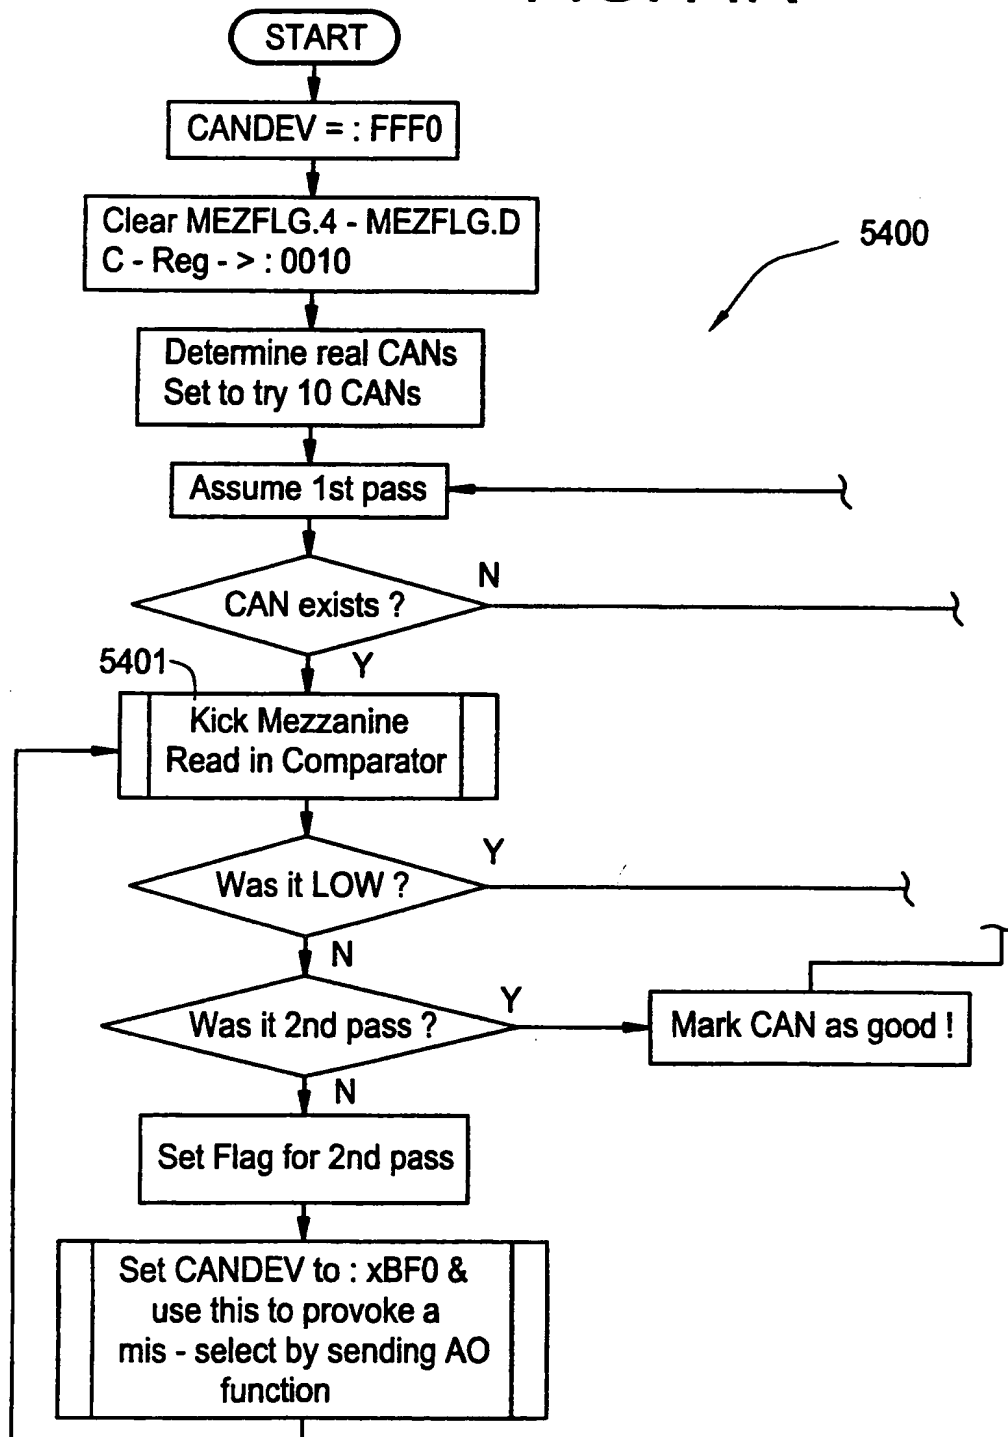 START
CANDEV = : FFF0
Clear MEZFLG.4 - MEZFLG.D
C - Reg - > : 0010
5400
Determine real CANs
Set to try 10 CANs
Assume 1st pass
CAN exists ?
N
Y
5401
Kick Mezzanine
Read in Comparator
Was it LOW ?
Y
N
Was it 2nd pass ?
Y
Mark CAN as good !
N
Set Flag for 2nd pass
Set CANDEV to : xBF0 &
use this to provoke a
mis - select by sending AO
function